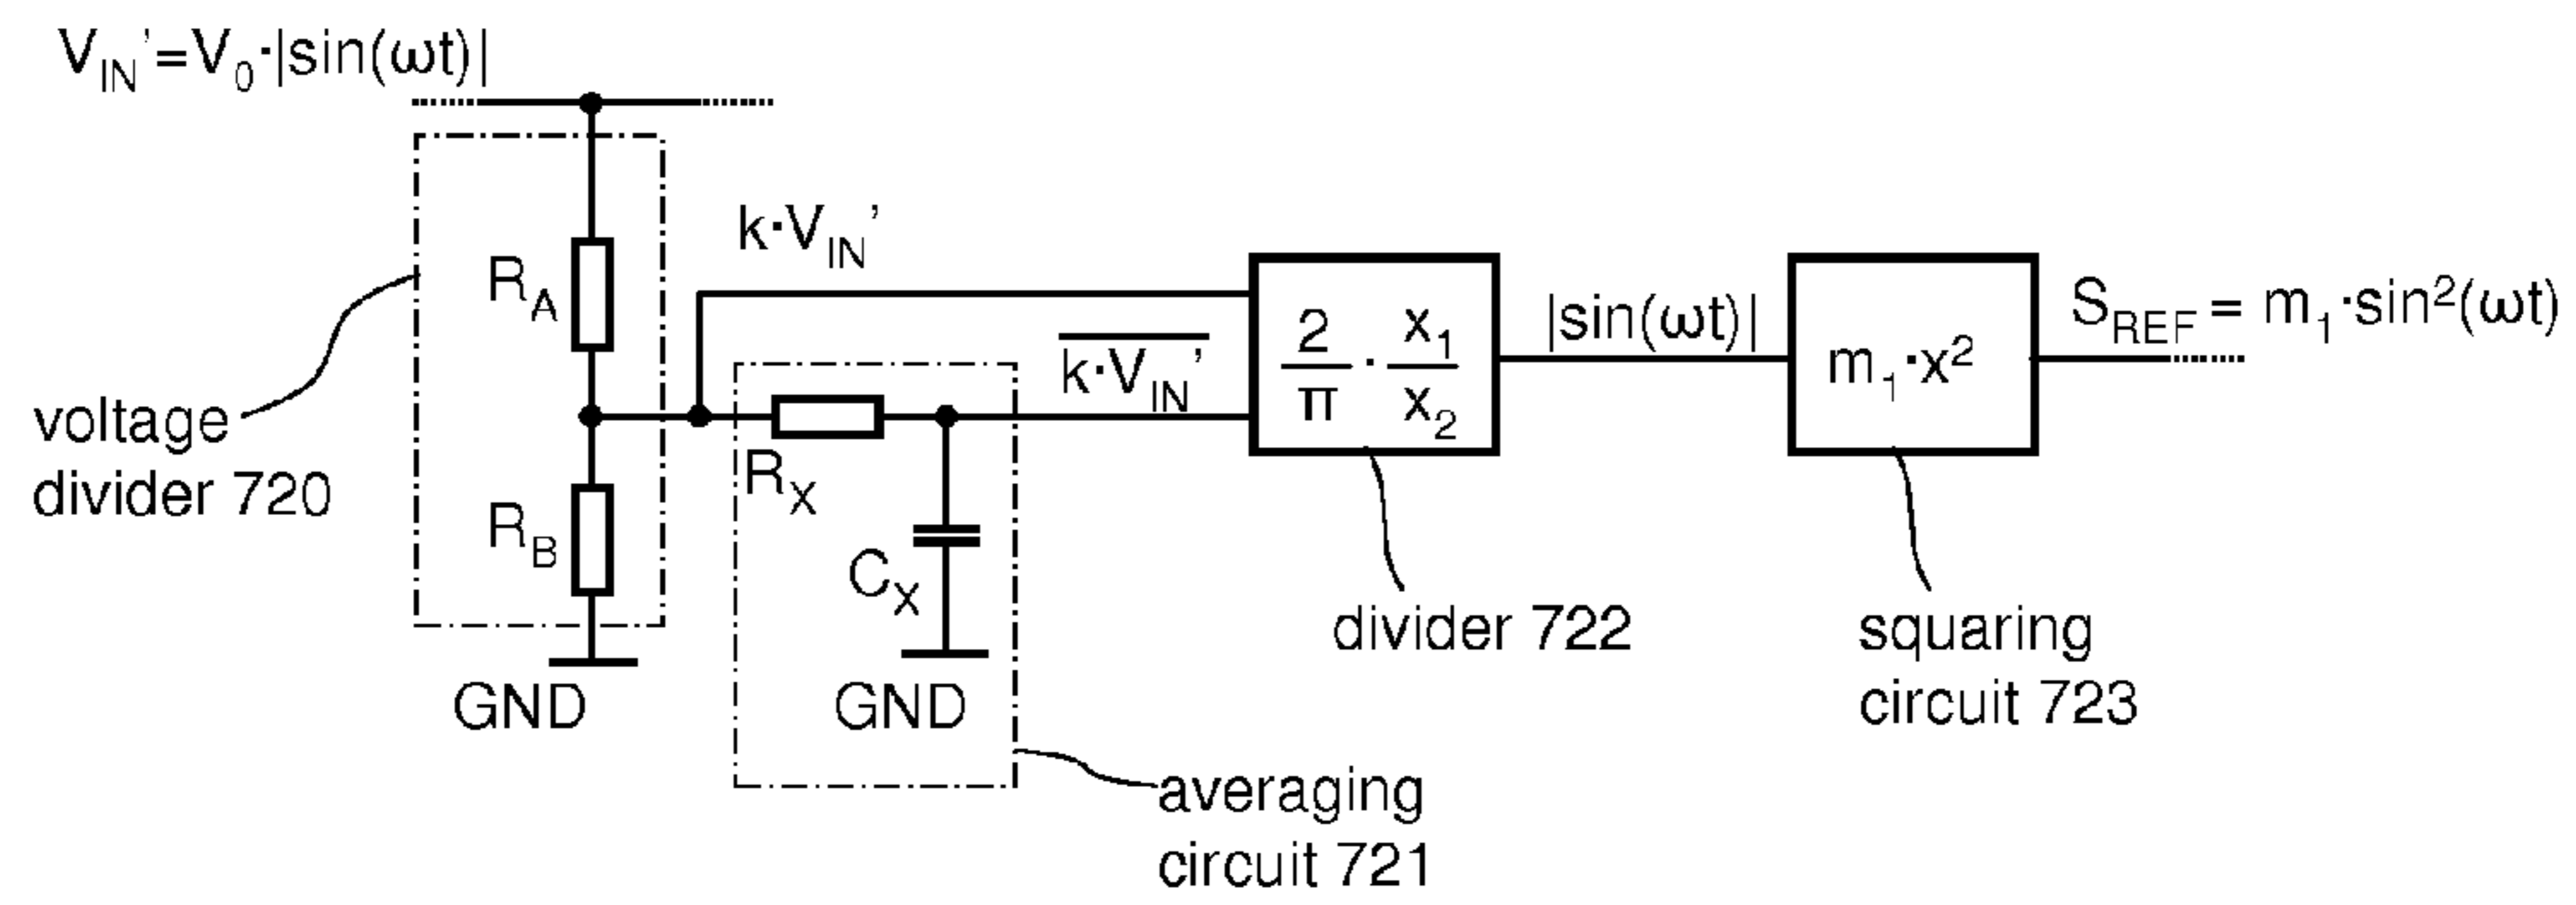 V_IN'=V_0·|sin(ωt)|
k·V_IN'
R_A
|sin(ωt)|
S_REF = m_1·sin²(ωt)
2/π · x_1/x_2
m_1·x²
k·V_IN'
voltage
divider 720
R_X
R_B
C_X
divider 722
squaring
circuit 723
GND
GND
averaging
circuit 721